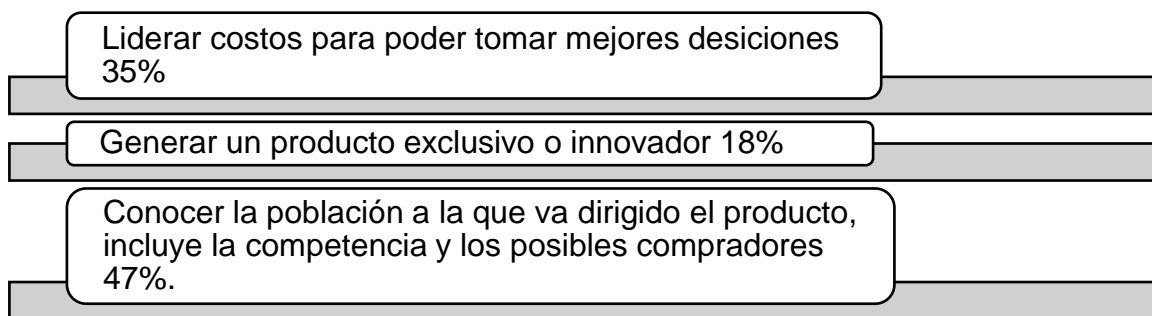 Liderar costos para poder tomar mejores desiciones
35%
Generar un producto exclusivo o innovador 18%
Conocer la población a la que va dirigido el producto,
incluye la competencia y los posibles compradores
47%.